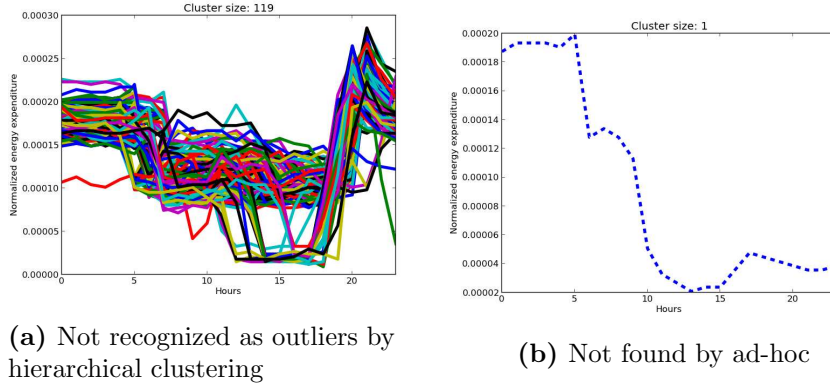 Cluster size: 119
Normalized energy expenditure
0.00030
0.00025
0.00020
0.00015
0.00010
0.00005
0.00000
0 5 10 15 20
Hours
(a) Not recognized as outliers by
hierarchical clustering
Cluster size: 1
Normalized energy expenditure
0.00020
0.00018
0.00016
0.00014
0.00012
0.00010
0.00008
0.00006
0.00004
0.00002
0 5 10 15 20
Hours
(b) Not found by ad-hoc